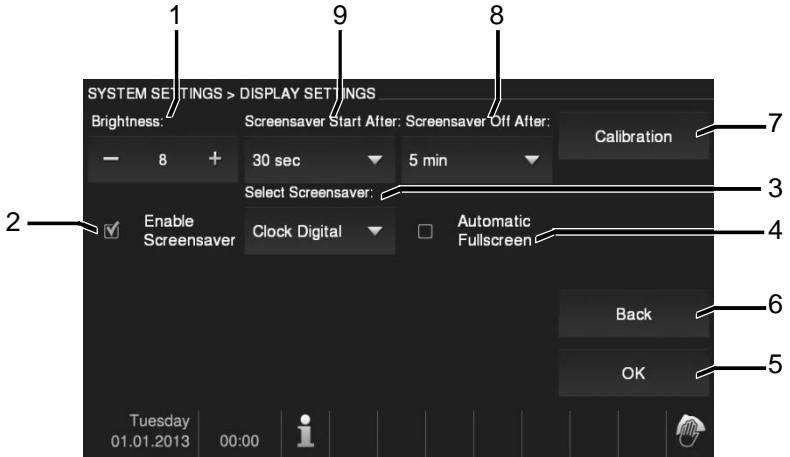 1 9 8
SYSTEM SETTINGS > DISPLAY SETTINGS
Brightness: Screensaver Start After: Screensaver Off After:
− 8 + 30 sec 5 min Calibration 7
Select Screensaver: 3
2 Enable Screensaver Clock Digital Automatic Fullscreen 4
Back 6
OK 5
Tuesday
01.01.2013 00:00 i